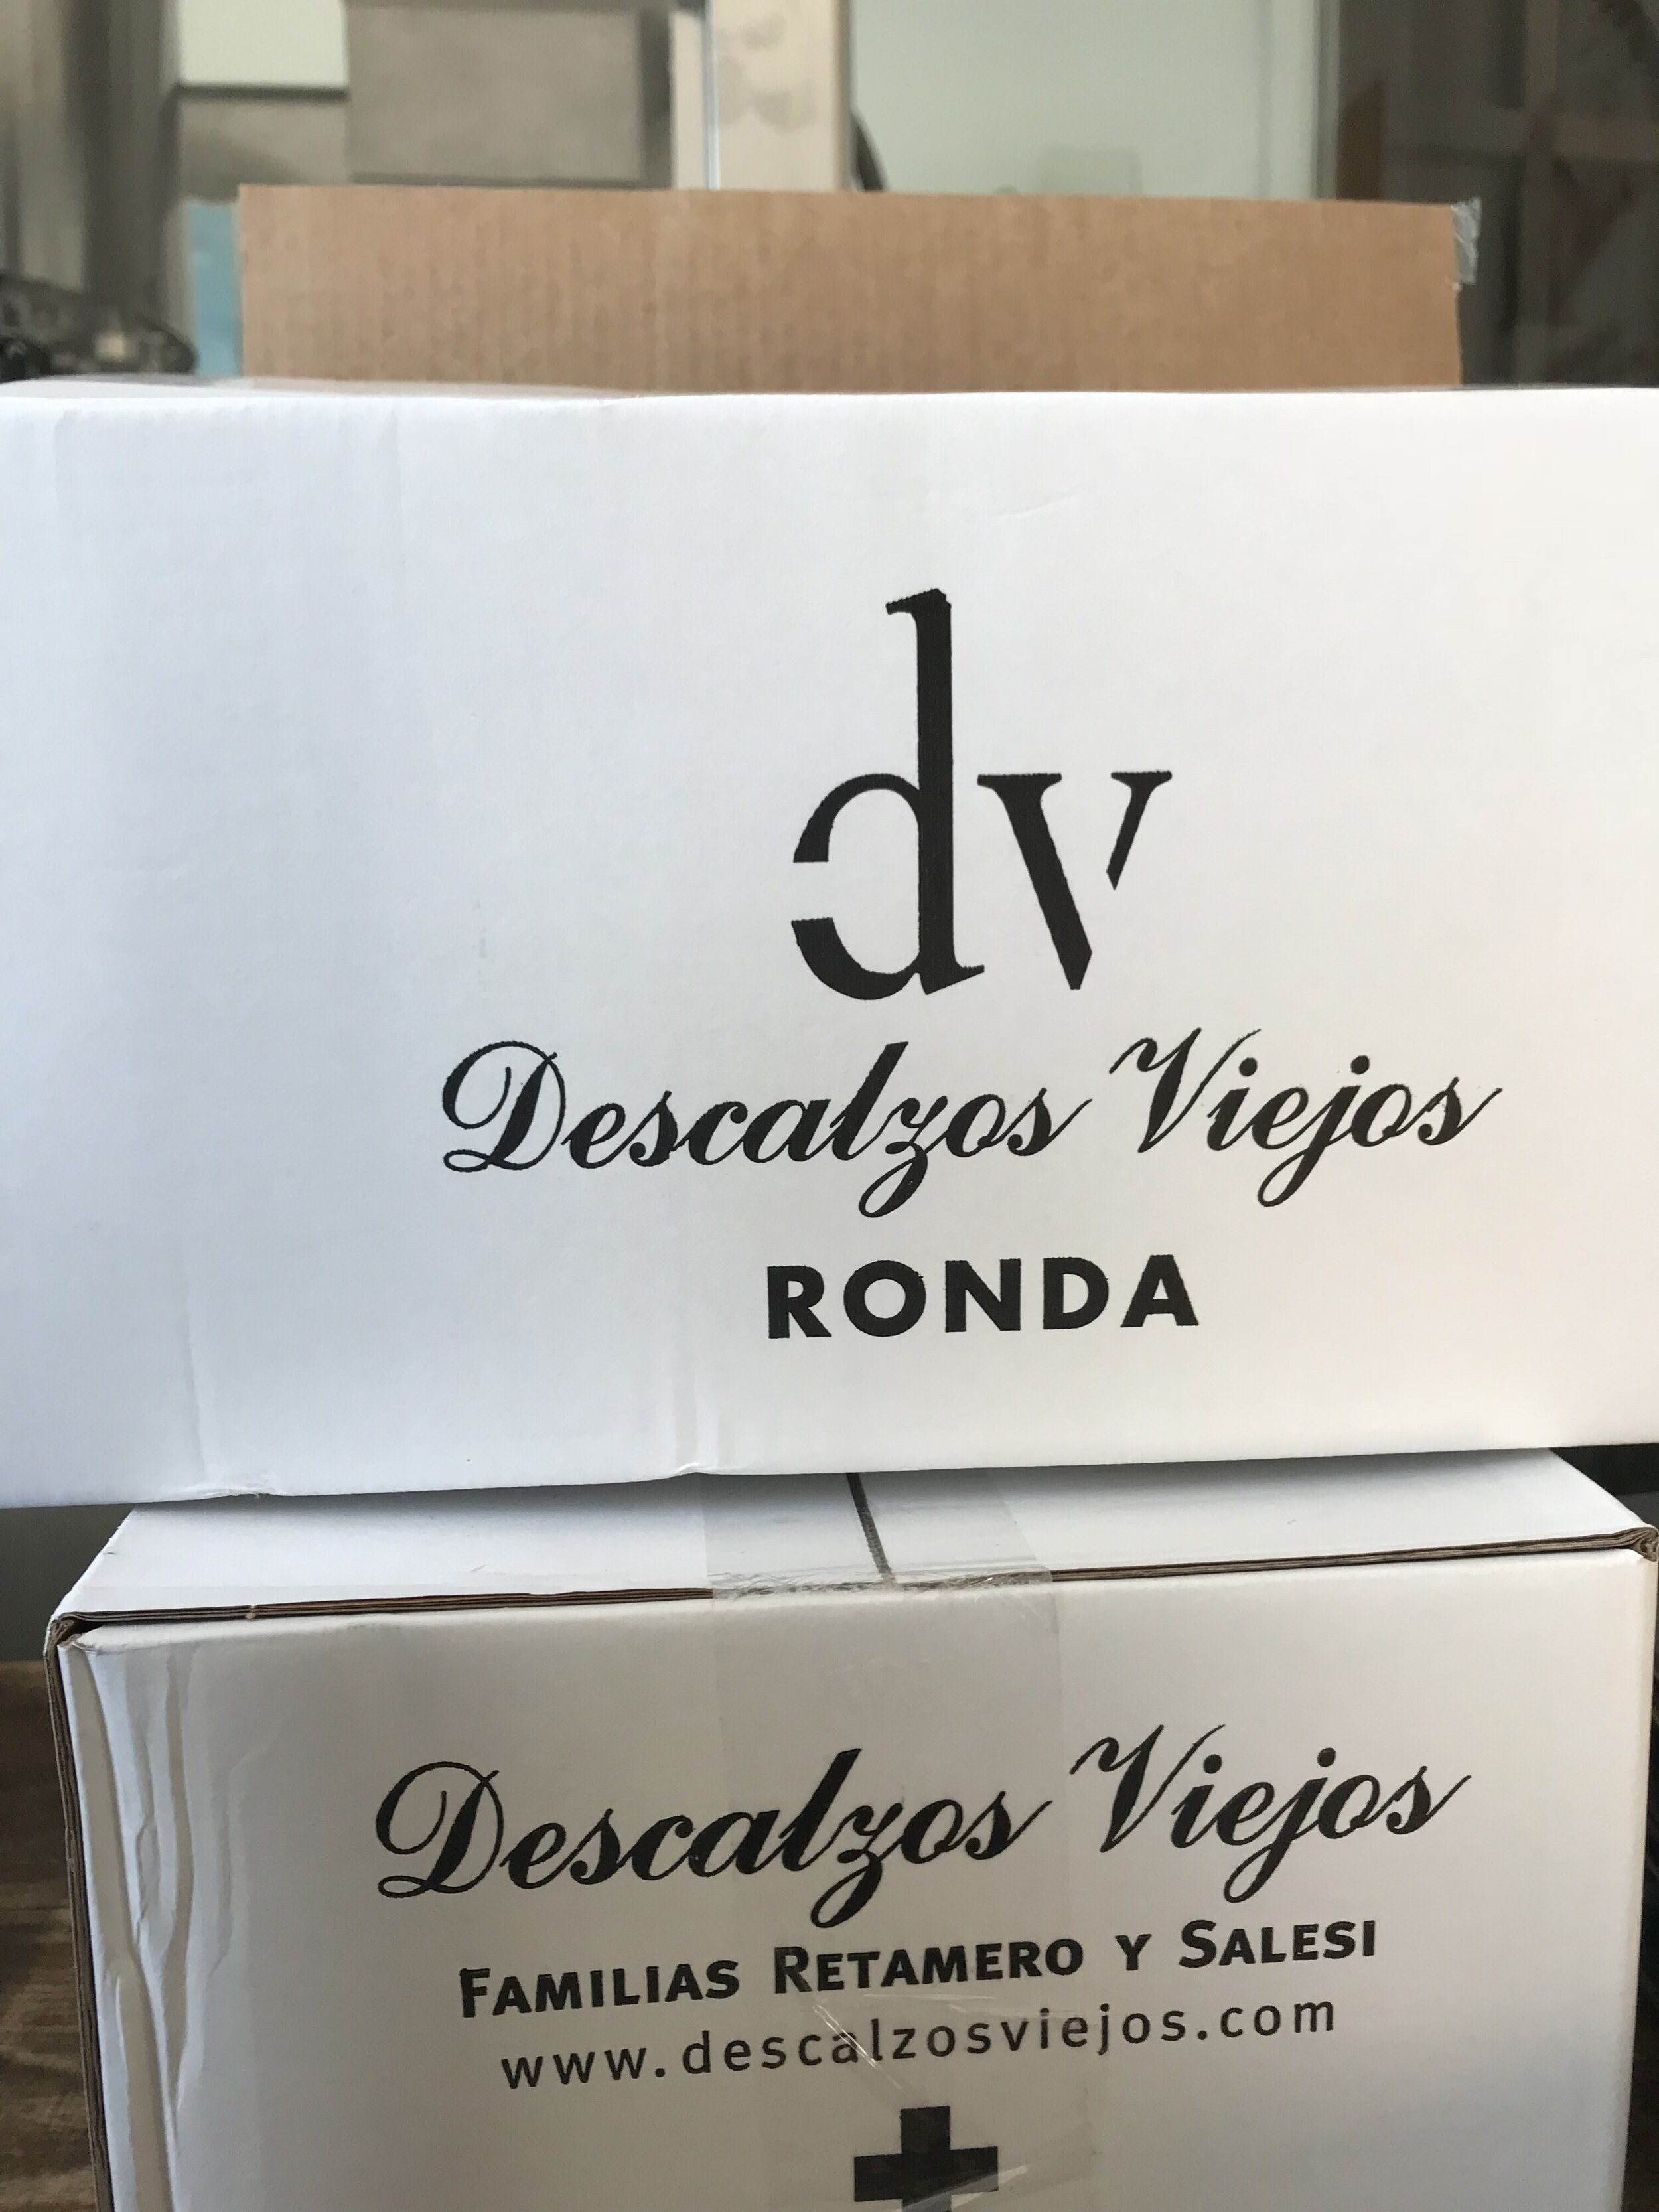 dv
Descalzos Viejos
RONDA
Descalzos Viejos
FAMILIAS RETAMERO Y SALESI
www.descalzosviejos.com